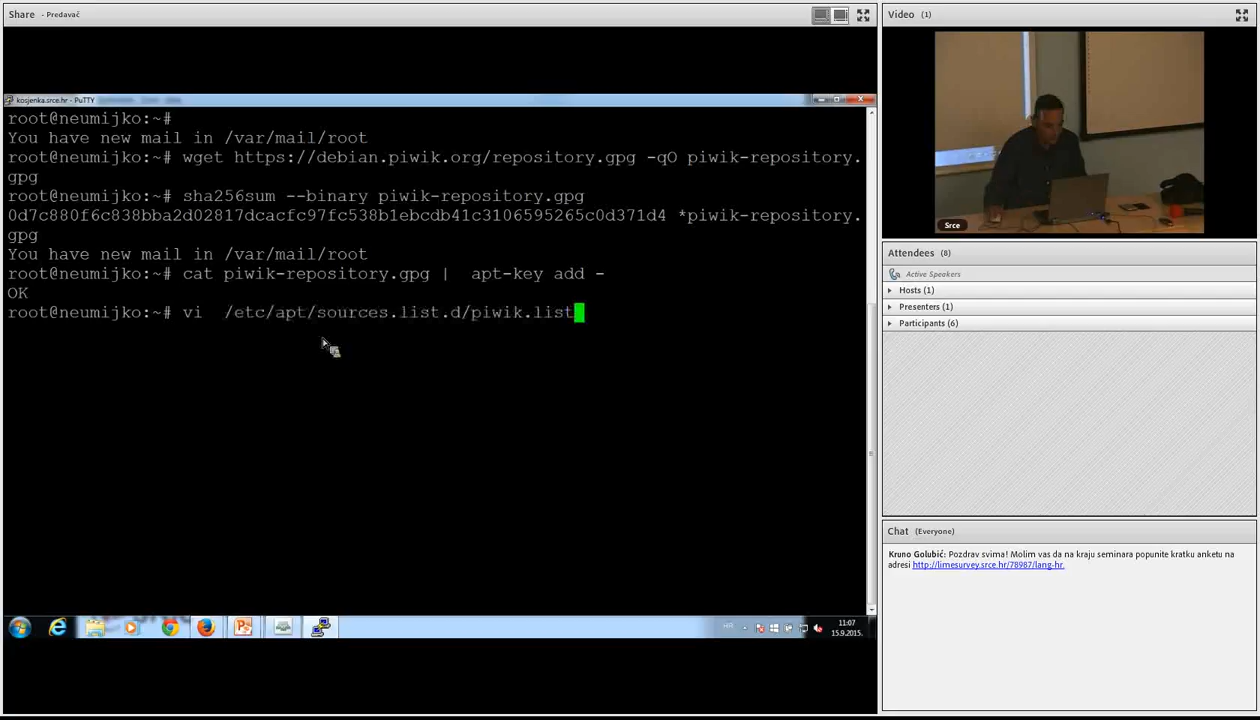 Share - Predavač
Video (1)
kosjenka.srce.hr - PuTTY
root@neumijko:~#
You have new mail in /var/mail/root
root@neumijko:~# wget https://debian.piwik.org/repository.gpg -qO piwik-repository.
gpg
root@neumijko:~# sha256sum --binary piwik-repository.gpg
0d7c880f6c838bba2d02817dcacfc97fc538b1ebcdb41c3106595265c0d371d4 *piwik-repository.
gpg
You have new mail in /var/mail/root
root@neumijko:~# cat piwik-repository.gpg |  apt-key add -
OK
root@neumijko:~# vi  /etc/apt/sources.list.d/piwik.list
Srce
Attendees (8)
Active Speakers
Hosts (1)
Presenters (1)
Participants (6)
Chat (Everyone)
Kruno Golubić: Pozdrav svima! Molim vas da na kraju seminara popunite kratku anketu na
adresi http://limesurvey.srce.hr/78987/lang-hr.
HR
11:07
15.9.2015.